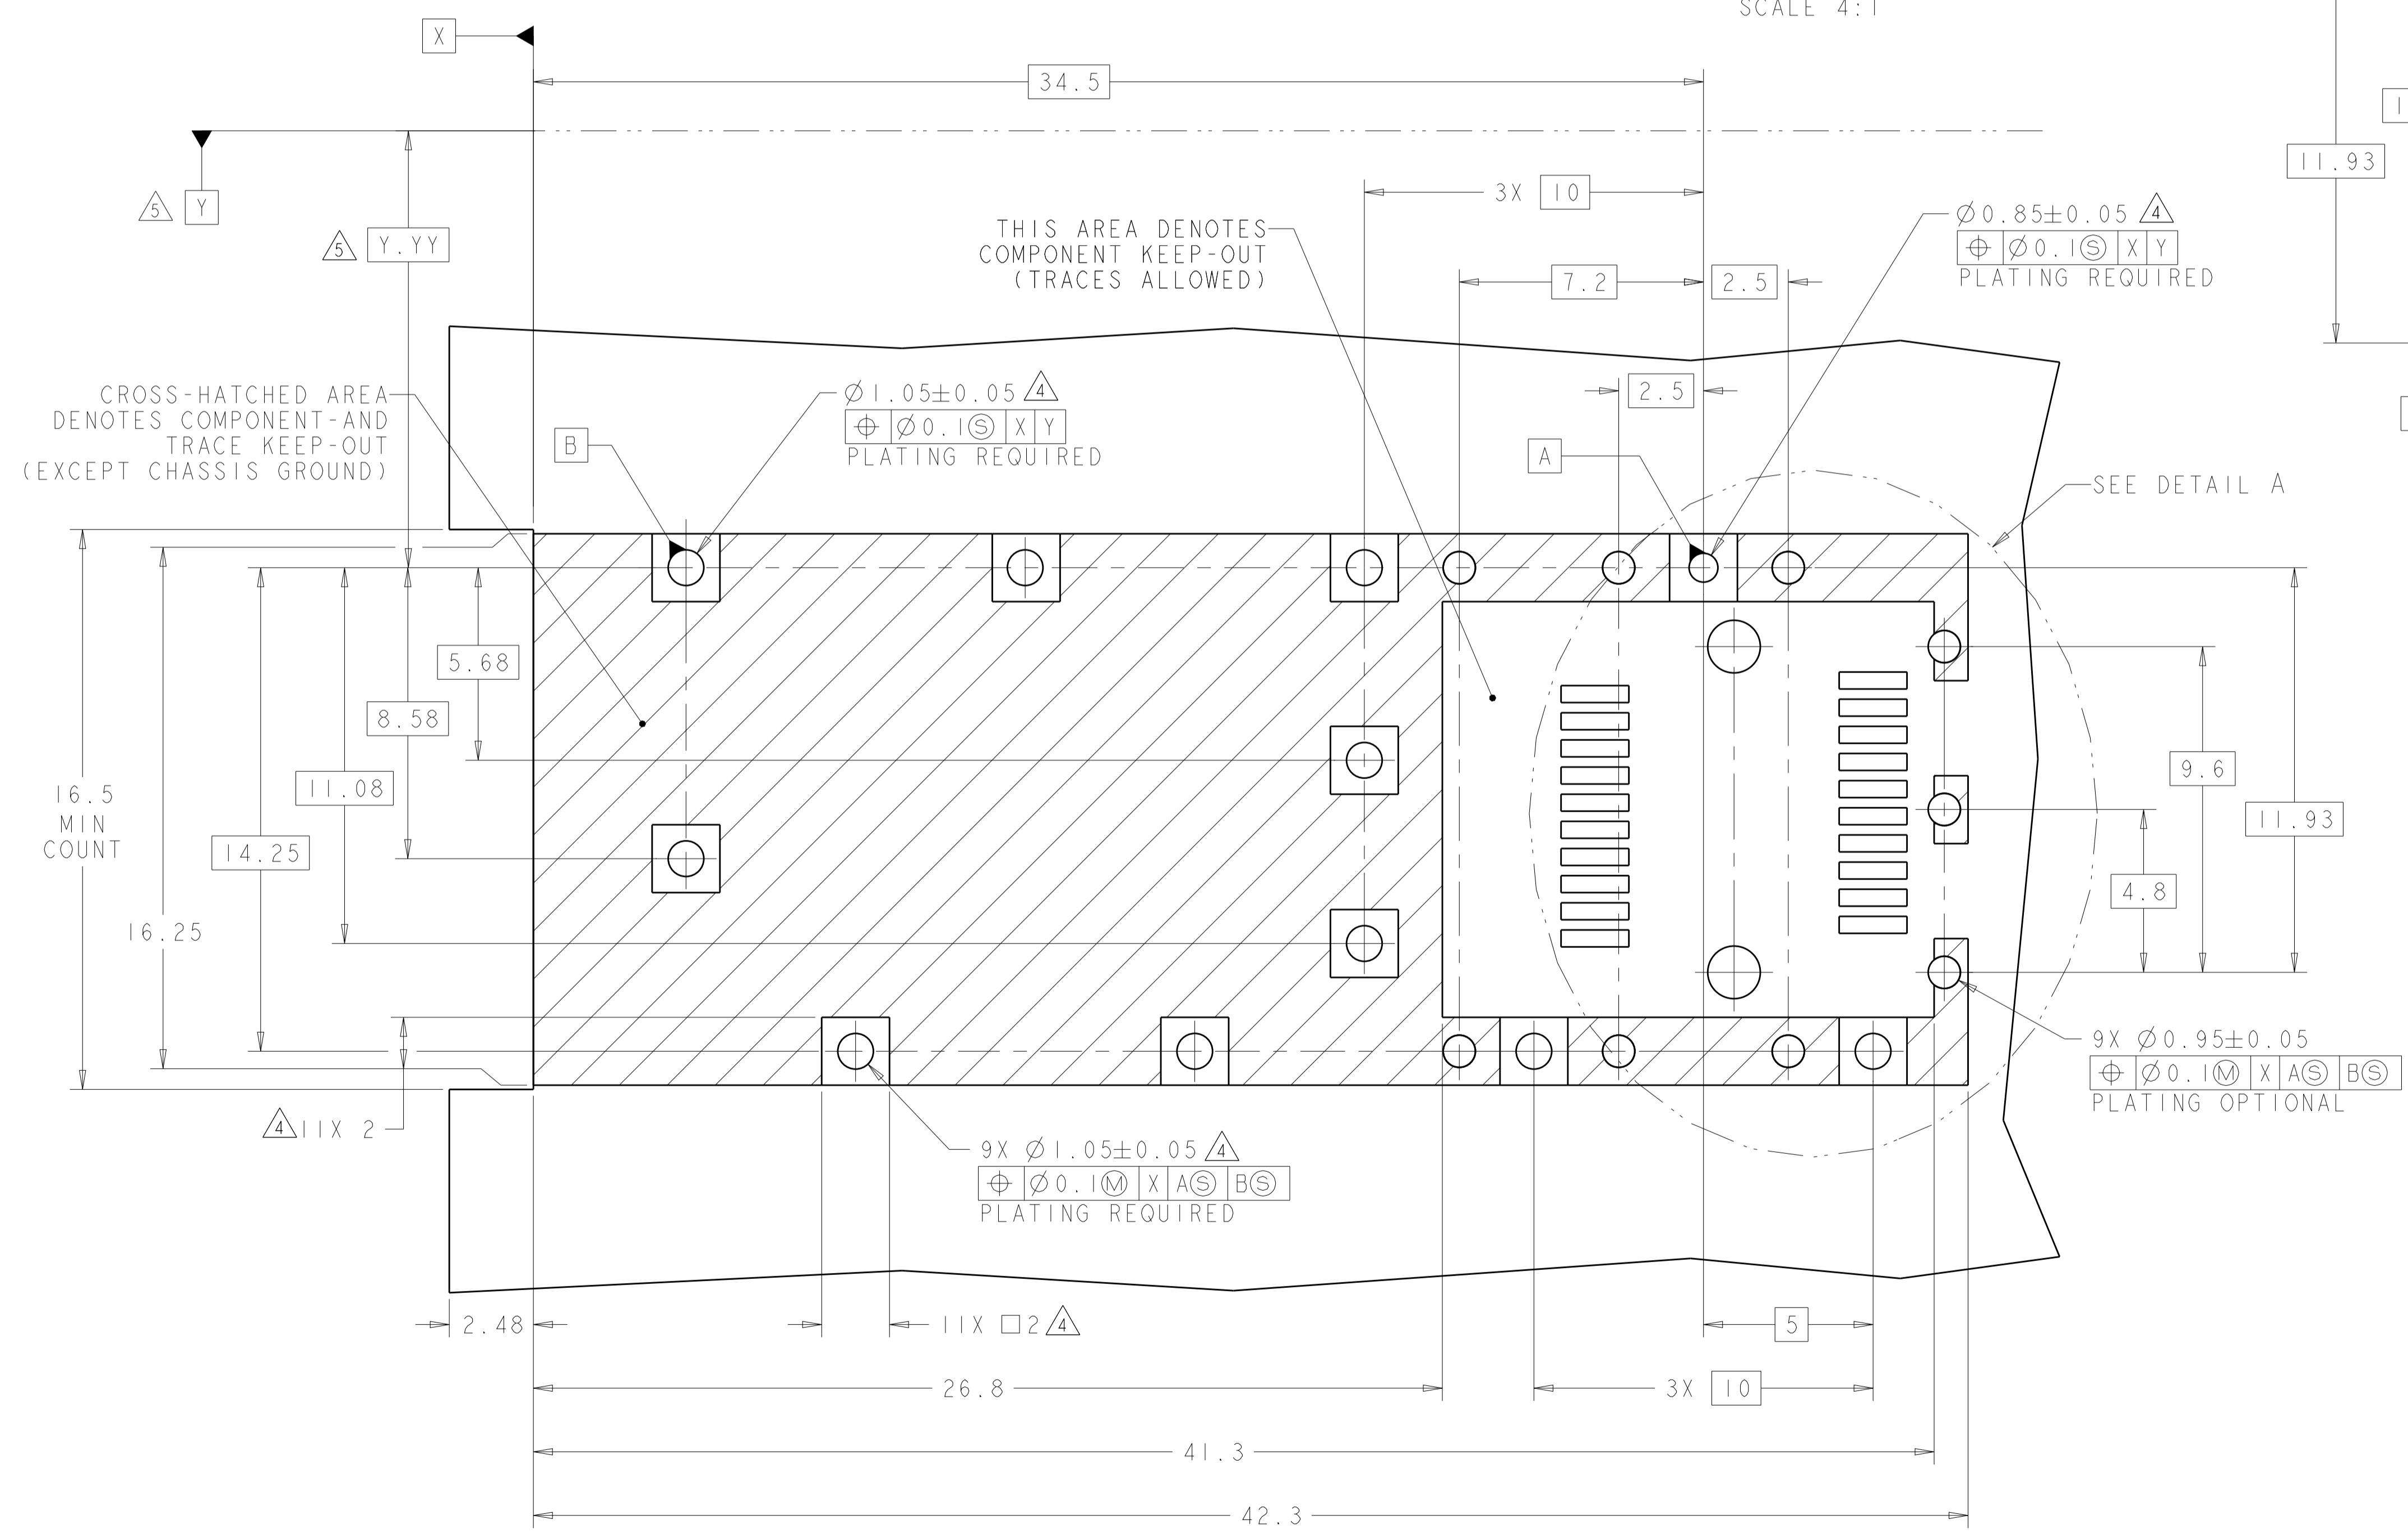 SCALE 4:1
X
34.5
1
11.93
5 Y
5 Y.YY
3X 10
THIS AREA DENOTES
COMPONENT KEEP-OUT
(TRACES ALLOWED)
Ø0.85±0.05 4
⌖ Ø0.1Ⓢ X Y
PLATING REQUIRED
7.2
2.5
2.5
CROSS-HATCHED AREA
DENOTES COMPONENT-AND
TRACE KEEP-OUT
(EXCEPT CHASSIS GROUND)
Ø1.05±0.05 4
⌖ Ø0.1Ⓢ X Y
PLATING REQUIRED
B
A
SEE DETAIL A
5.68
8.58
11.08
14.25
16.25
16.5
MIN
COUNT
9.6
11.93
4.8
4 11X 2
9X Ø1.05±0.05 4
⌖ Ø0.1Ⓜ X AⓈ BⓈ
PLATING REQUIRED
9X Ø0.95±0.05
⌖ Ø0.1Ⓜ X AⓈ BⓈ
PLATING OPTIONAL
2.48
11X □2 4
5
26.8
3X 10
41.3
42.3